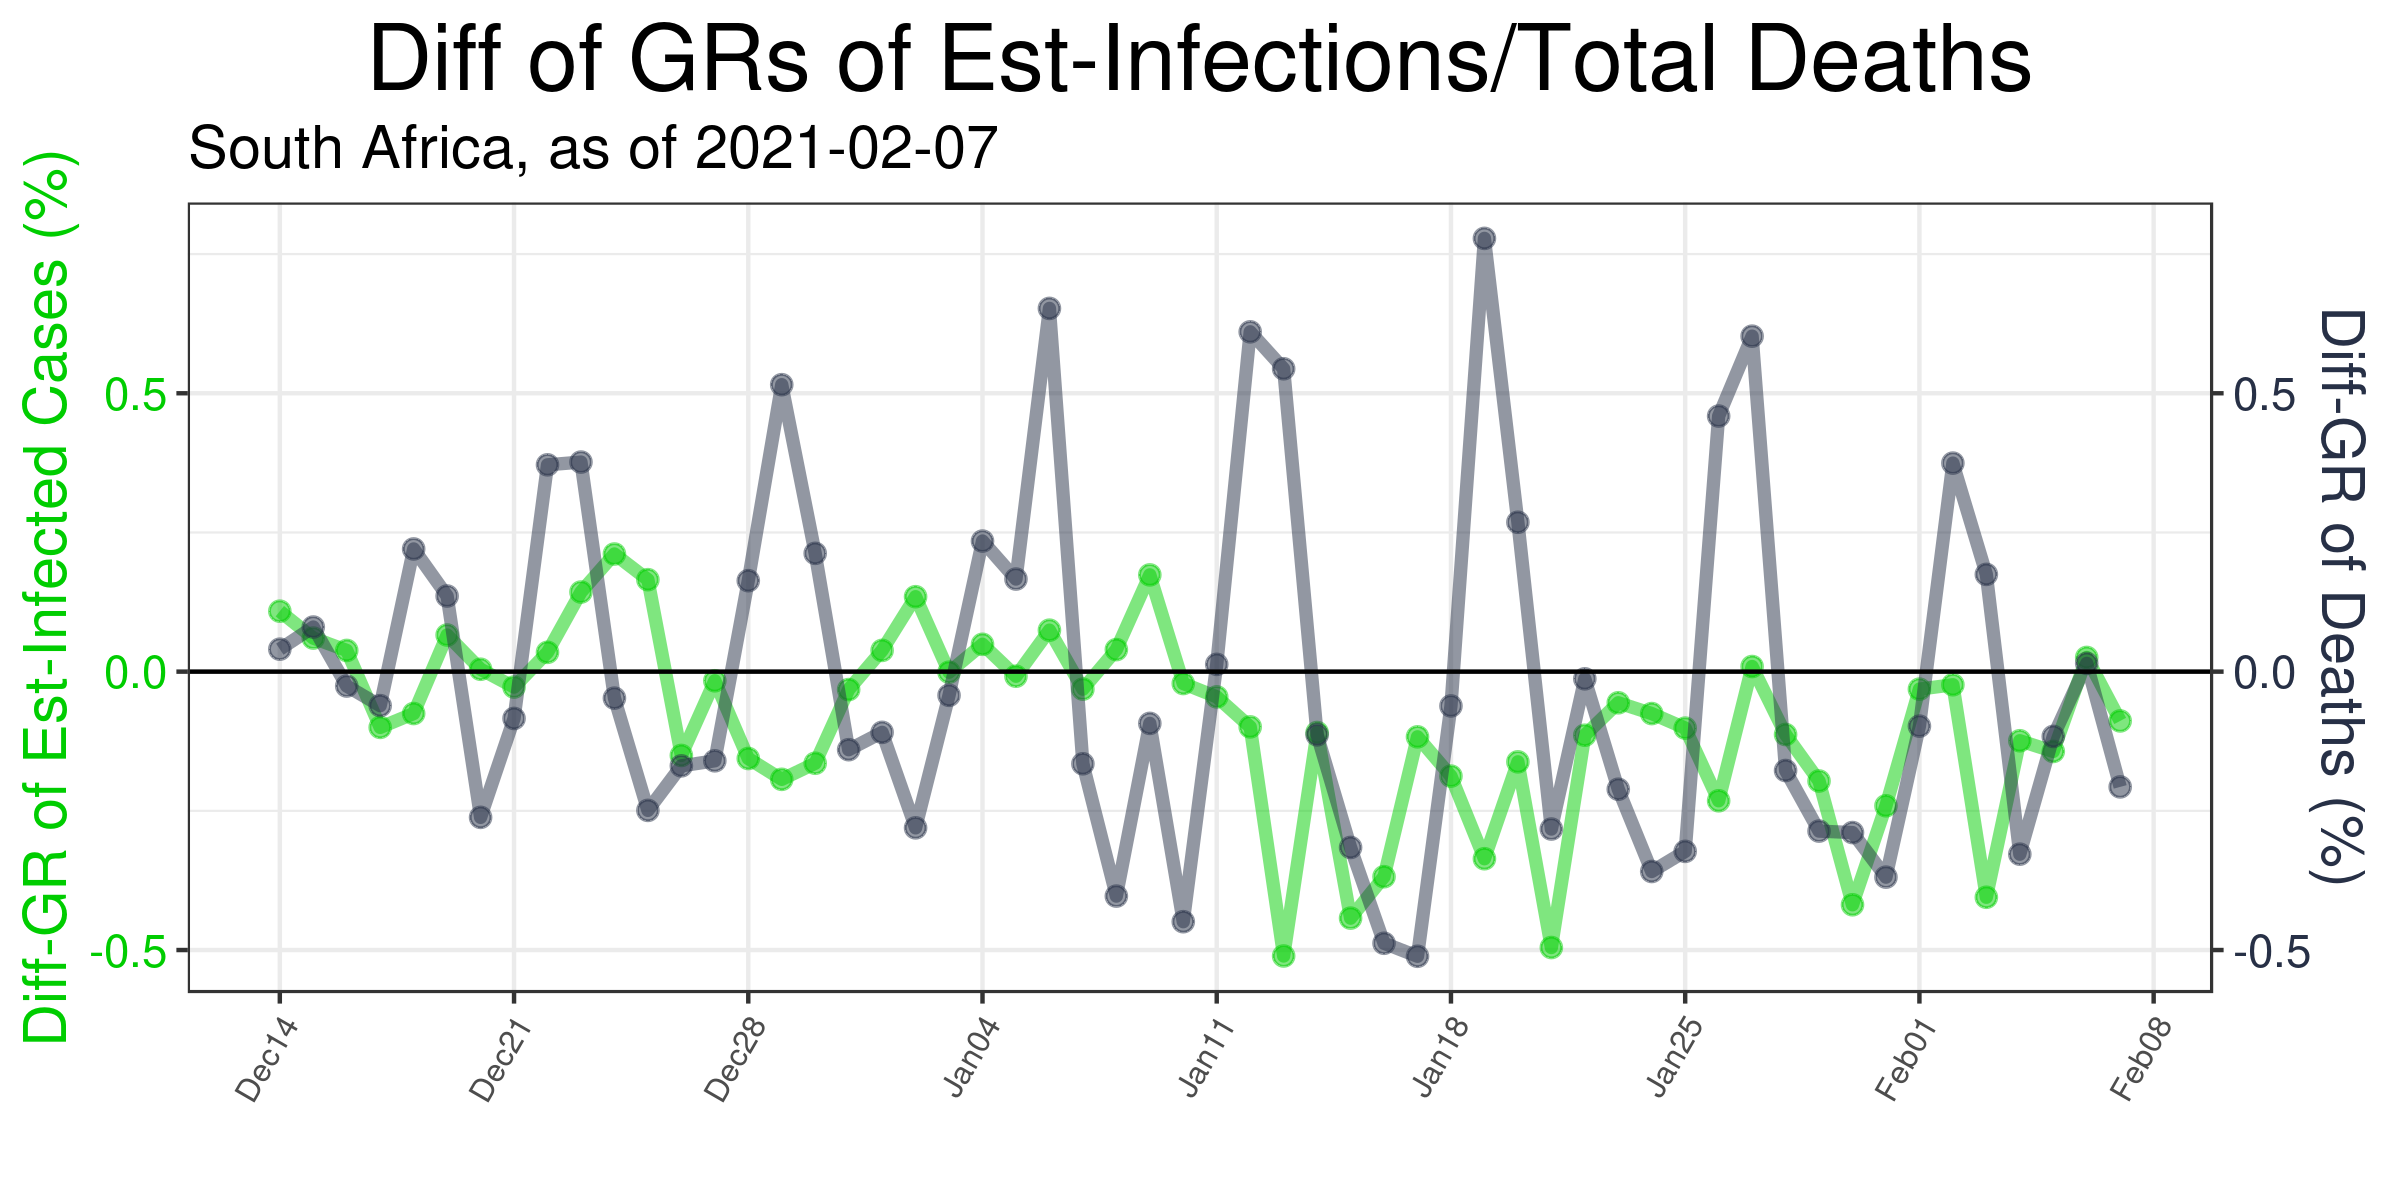 Diff of GRs of Est-Infections/Total Deaths
South Africa, as of 2021-02-07
Diff-GR of Est-Infected Cases (%)
0.5
0.0
-0.5
0.5
0.0
-0.5
Diff-GR of Deaths (%)
Dec14
Dec21
Dec28
Jan04
Jan11
Jan18
Jan25
Feb01
Feb08